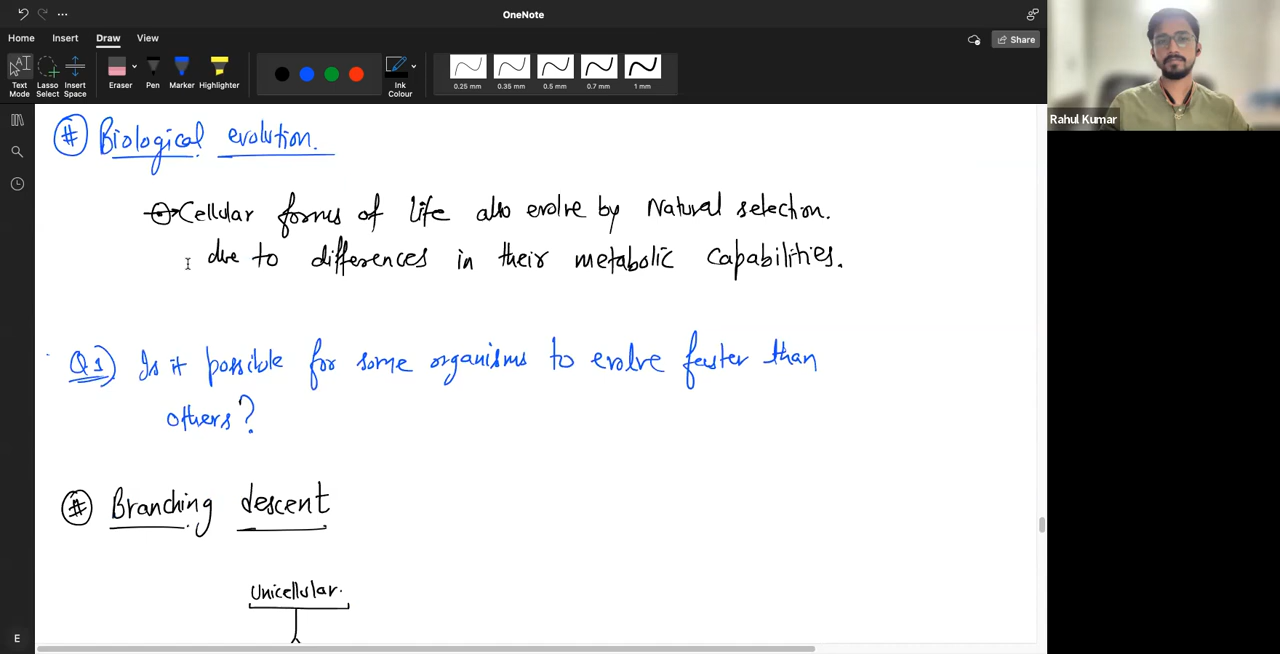 OneNote
Home Insert Draw View
Share
Text Mode
Lasso Select
Insert Space
Eraser
Pen
Marker
Highlighter
Ink Colour
0.25 mm
0.35 mm
0.5 mm
0.7 mm
1 mm
Rahul Kumar
# Biological evolution.
Cellular forms of life also evolve by Natural selection.
due to differences in their metabolic capabilities.
Q1) Is it possible for some organisms to evolve faster than
others?
# Branching descent
Unicellular.
E